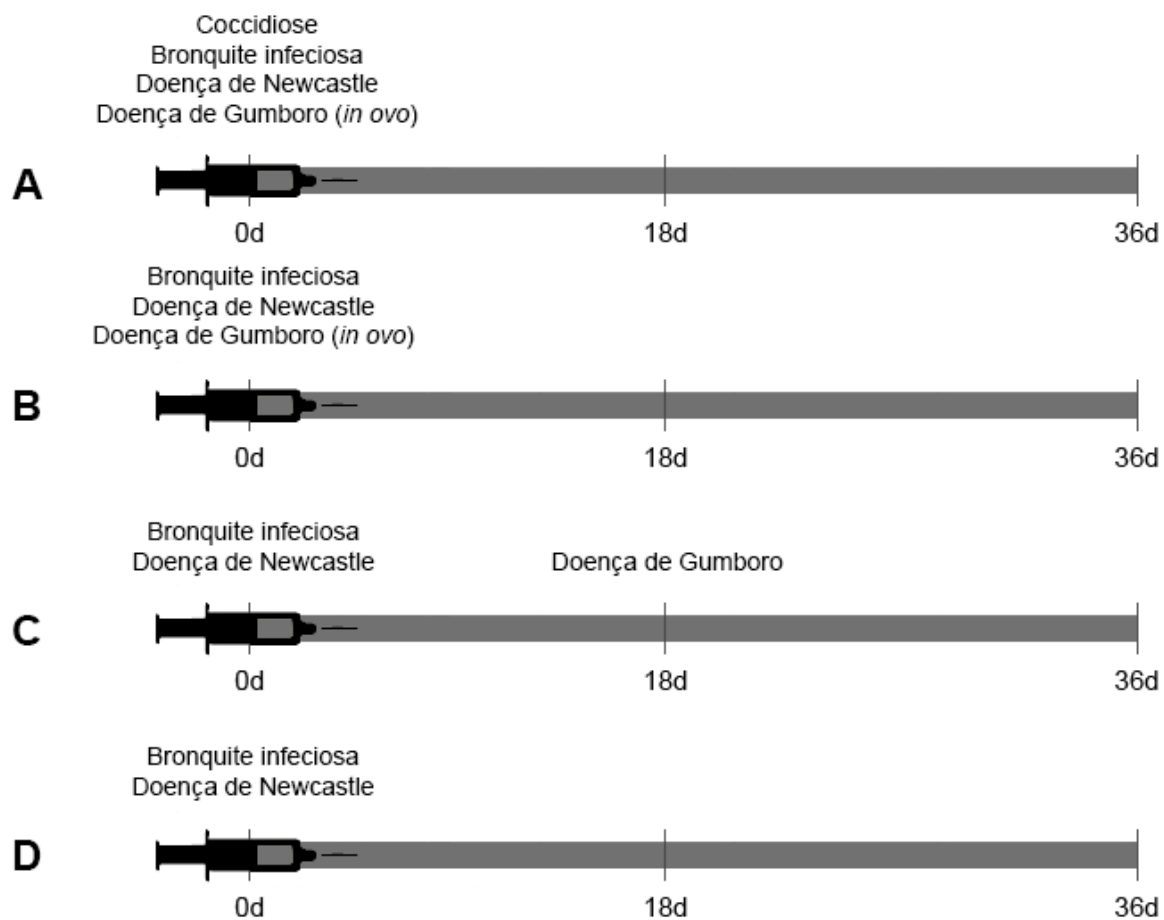 Coccidiose
Bronquite infeciosa
Doença de Newcastle
Doença de Gumboro (in ovo)
A
0d 18d 36d
Bronquite infeciosa
Doença de Newcastle
Doença de Gumboro (in ovo)
B
0d 18d 36d
Bronquite infeciosa
Doença de Newcastle Doença de Gumboro
C
0d 18d 36d
Bronquite infeciosa
Doença de Newcastle
D
0d 18d 36d